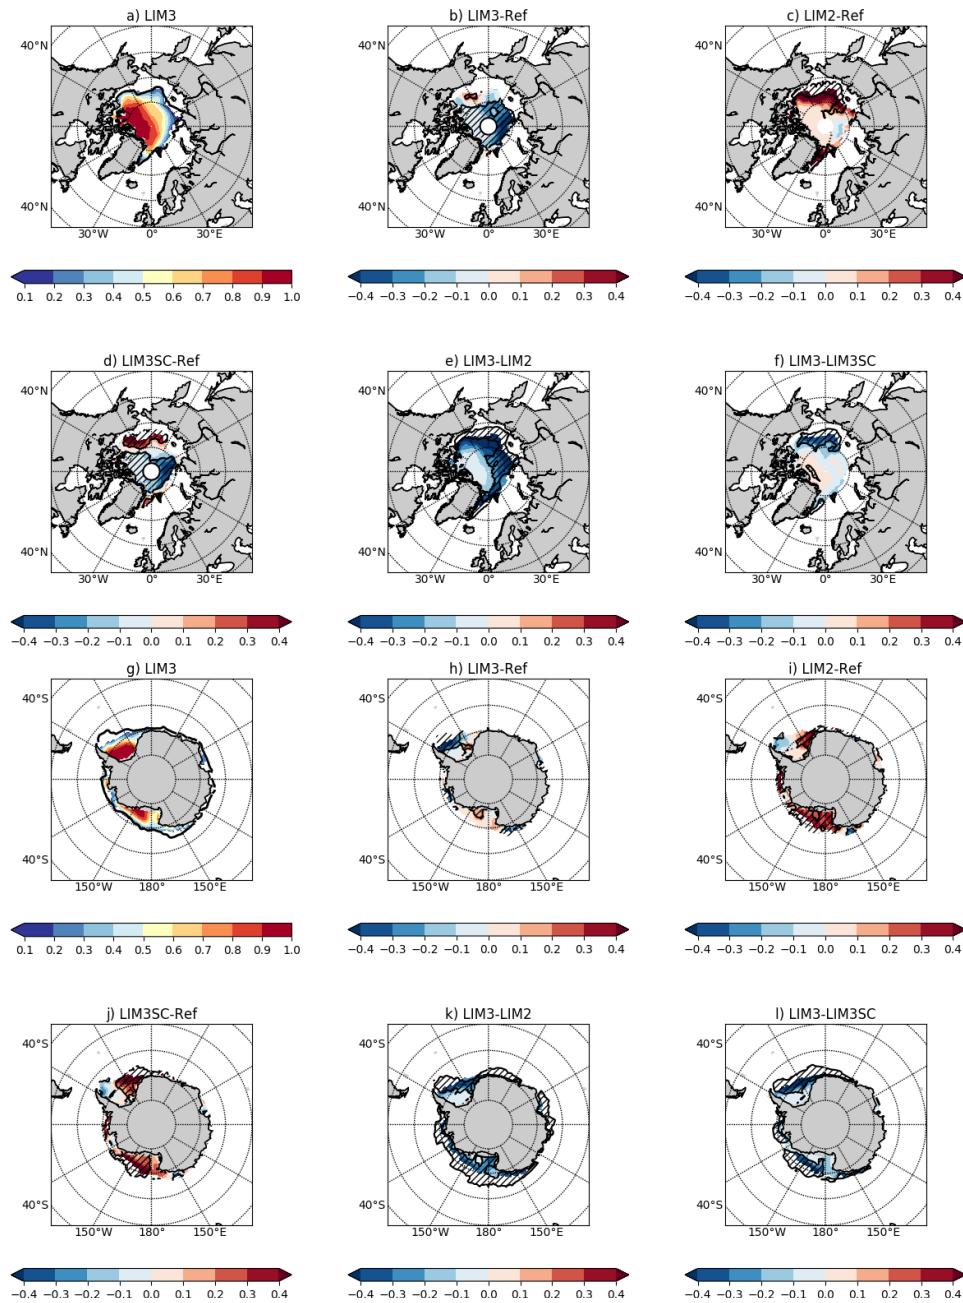 a) LIM3
b) LIM3-Ref
c) LIM2-Ref
40°N
40°N
40°N
40°N
40°N
40°N
30°W 0° 30°E
30°W 0° 30°E
30°W 0° 30°E
0.1 0.2 0.3 0.4 0.5 0.6 0.7 0.8 0.9 1.0
−0.4 −0.3 −0.2 −0.1 0.0 0.1 0.2 0.3 0.4
−0.4 −0.3 −0.2 −0.1 0.0 0.1 0.2 0.3 0.4
d) LIM3SC-Ref
e) LIM3-LIM2
f) LIM3-LIM3SC
40°N
40°N
40°N
40°N
40°N
40°N
30°W 0° 30°E
30°W 0° 30°E
30°W 0° 30°E
−0.4 −0.3 −0.2 −0.1 0.0 0.1 0.2 0.3 0.4
−0.4 −0.3 −0.2 −0.1 0.0 0.1 0.2 0.3 0.4
−0.4 −0.3 −0.2 −0.1 0.0 0.1 0.2 0.3 0.4
g) LIM3
h) LIM3-Ref
i) LIM2-Ref
40°S
40°S
40°S
40°S
40°S
40°S
150°W 180° 150°E
150°W 180° 150°E
150°W 180° 150°E
0.1 0.2 0.3 0.4 0.5 0.6 0.7 0.8 0.9 1.0
−0.4 −0.3 −0.2 −0.1 0.0 0.1 0.2 0.3 0.4
−0.4 −0.3 −0.2 −0.1 0.0 0.1 0.2 0.3 0.4
j) LIM3SC-Ref
k) LIM3-LIM2
l) LIM3-LIM3SC
40°S
40°S
40°S
40°S
40°S
40°S
150°W 180° 150°E
150°W 180° 150°E
150°W 180° 150°E
−0.4 −0.3 −0.2 −0.1 0.0 0.1 0.2 0.3 0.4
−0.4 −0.3 −0.2 −0.1 0.0 0.1 0.2 0.3 0.4
−0.4 −0.3 −0.2 −0.1 0.0 0.1 0.2 0.3 0.4